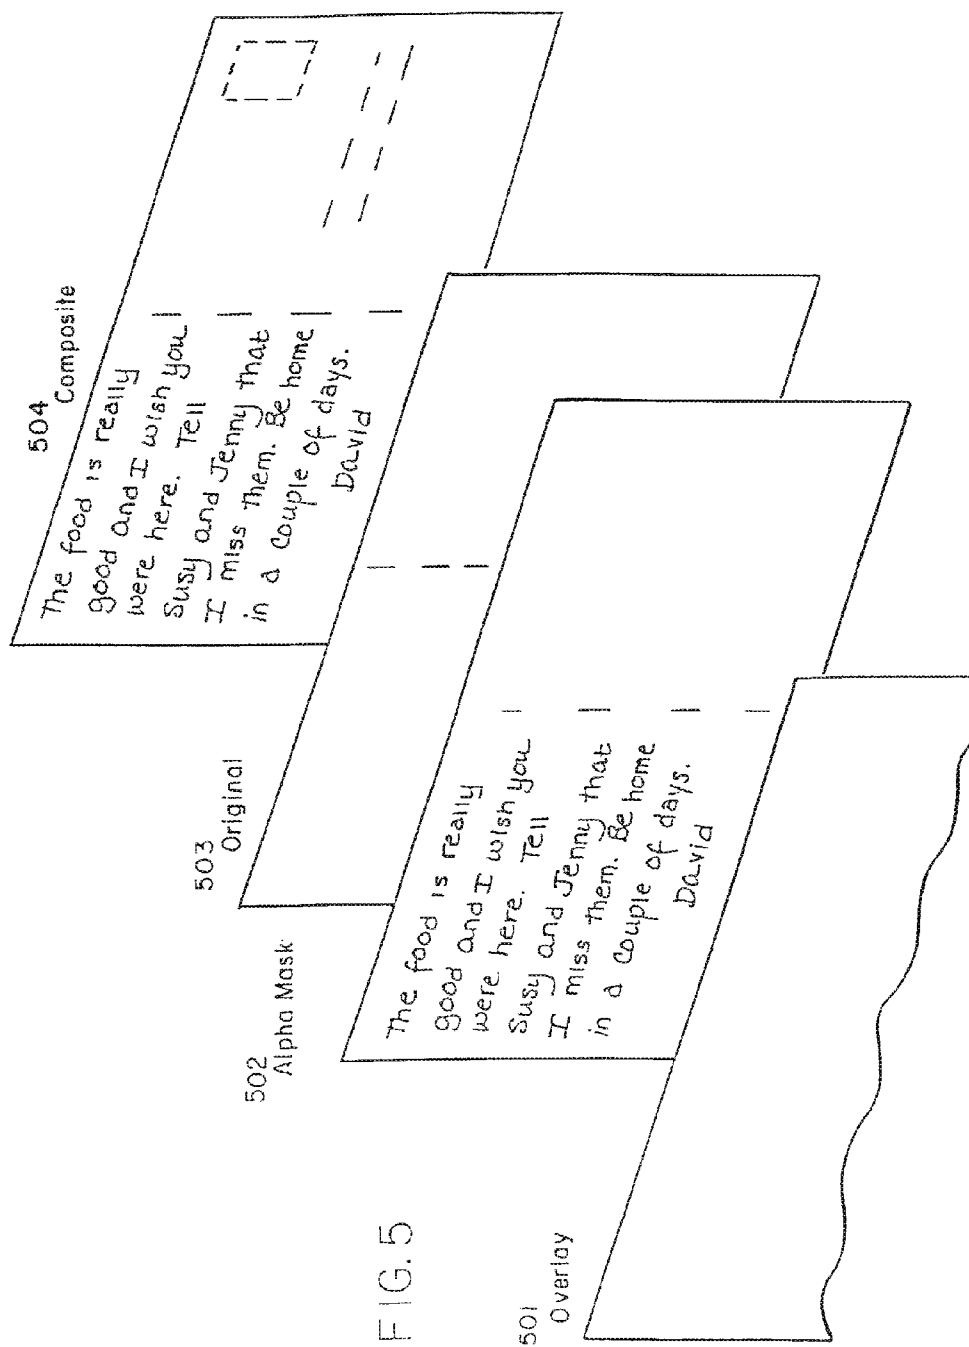 504
Composite
The food is really
good and I wish you
were here. Tell
Susy and Jenny that
I miss them. Be home
in a couple of days.
David
503
Original
502
Alpha Mask
The food is really
good and I wish you
were here. Tell
Susy and Jenny that
I miss them. Be home
in a couple of days.
David
501
Overlay
FIG. 5